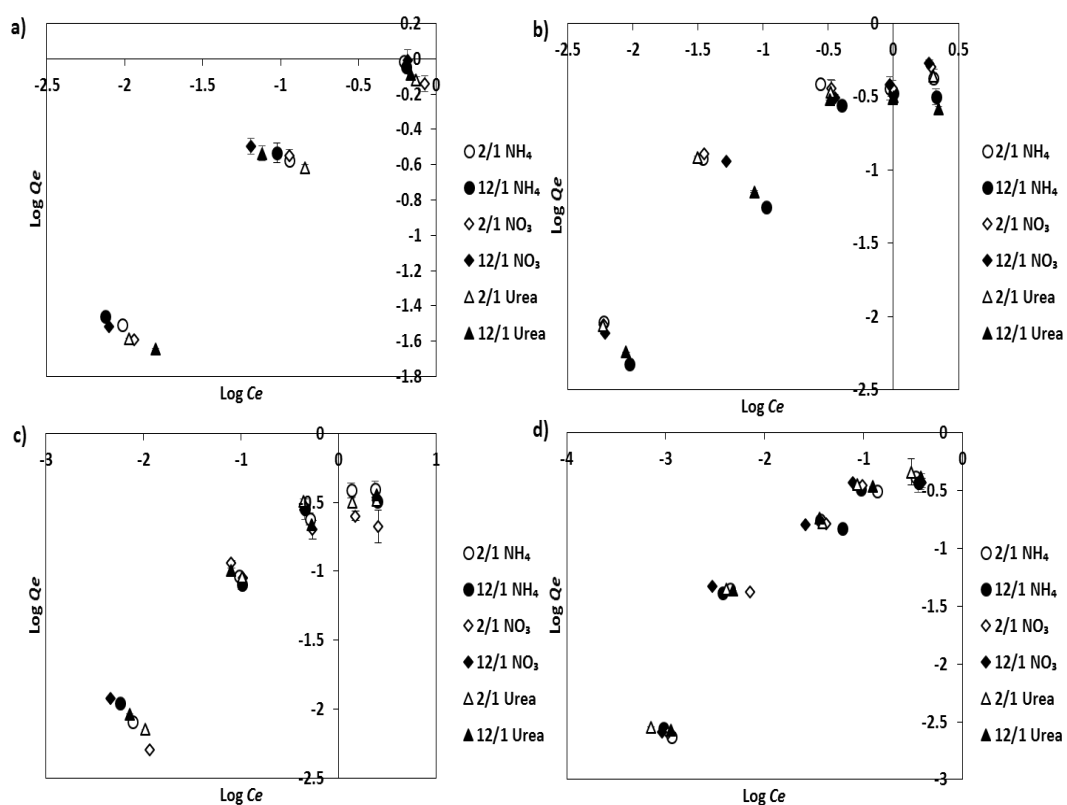 a)
0.2
0
-2.5 -2 -1.5 -1 -0.5 0
-0.2
-0.4
-0.6
-0.8
-1
-1.2
-1.4
-1.6
-1.8
Log Qe
Log Ce
2/1 NH₄
12/1 NH₄
2/1 NO₃
12/1 NO₃
2/1 Urea
12/1 Urea
b)
0
-2.5 -2 -1.5 -1 -0.5 0 0.5
-0.5
-1
-1.5
-2
-2.5
Log Qe
Log Ce
2/1 NH₄
12/1 NH₄
2/1 NO₃
12/1 NO₃
2/1 Urea
12/1 Urea
c)
0
-3 -2 -1 0 1
-0.5
-1
-1.5
-2
-2.5
Log Qe
Log Ce
2/1 NH₄
12/1 NH₄
2/1 NO₃
12/1 NO₃
2/1 Urea
12/1 Urea
d)
0
-4 -3 -2 -1 0
-0.5
-1
-1.5
-2
-2.5
-3
Log Qe
Log Ce
2/1 NH₄
12/1 NH₄
2/1 NO₃
12/1 NO₃
2/1 Urea
12/1 Urea